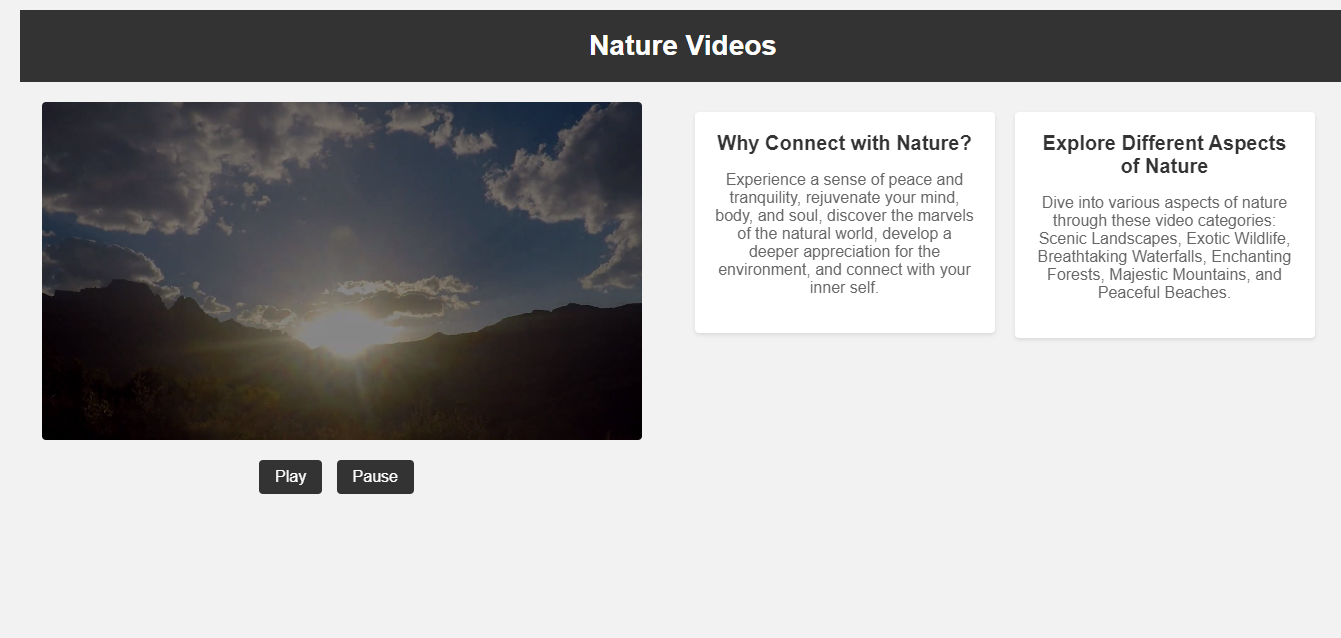 Nature Videos
Why Connect with Nature?
Experience a sense of peace and
tranquility, rejuvenate your mind,
body, and soul, discover the marvels
of the natural world, develop a
deeper appreciation for the
environment, and connect with your
inner self.
Explore Different Aspects
of Nature
Dive into various aspects of nature
through these video categories:
Scenic Landscapes, Exotic Wildlife,
Breathtaking Waterfalls, Enchanting
Forests, Majestic Mountains, and
Peaceful Beaches.
Play
Pause